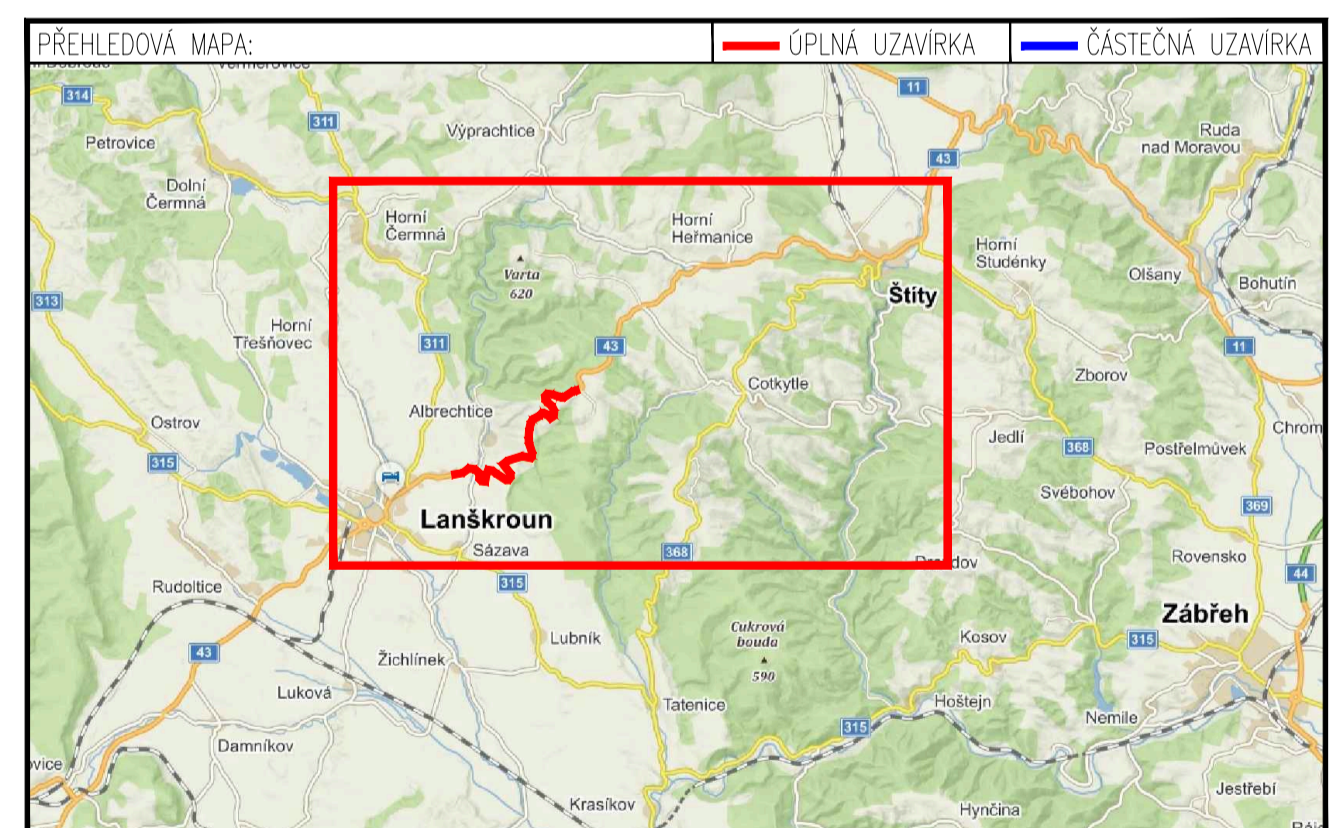 PŘEHLEDOVÁ MAPA:
ÚPLNÁ UZAVÍRKA
ČÁSTEČNÁ UZAVÍRKA
314
311
11
Petrovice
Výprachtice
Ruda
nad Moravou
43
Dolní
Čermná
Horní
Čermná
Horní
Heřmanice
Horní
Studénky
Varta
620
Olšany
Bohutín
Štíty
313
Horní
Třešňovec
311
43
11
Zborov
Cotkytle
Albrechtice
Ostrov
Jedlí
368
Postřelmůvek
Chrom
315
Svébohov
369
Lanškroun
Sázava
368
Rovensko
44
Rudoltice
315
Zábřeh
Cukrová
bouda
590
Kosov
315
Lubník
43
Žichlínek
Luková
Tatenice
Hoštejn
Nemile
315
Damníkov
ovice
Jestřebí
Krasíkov
Hynčina